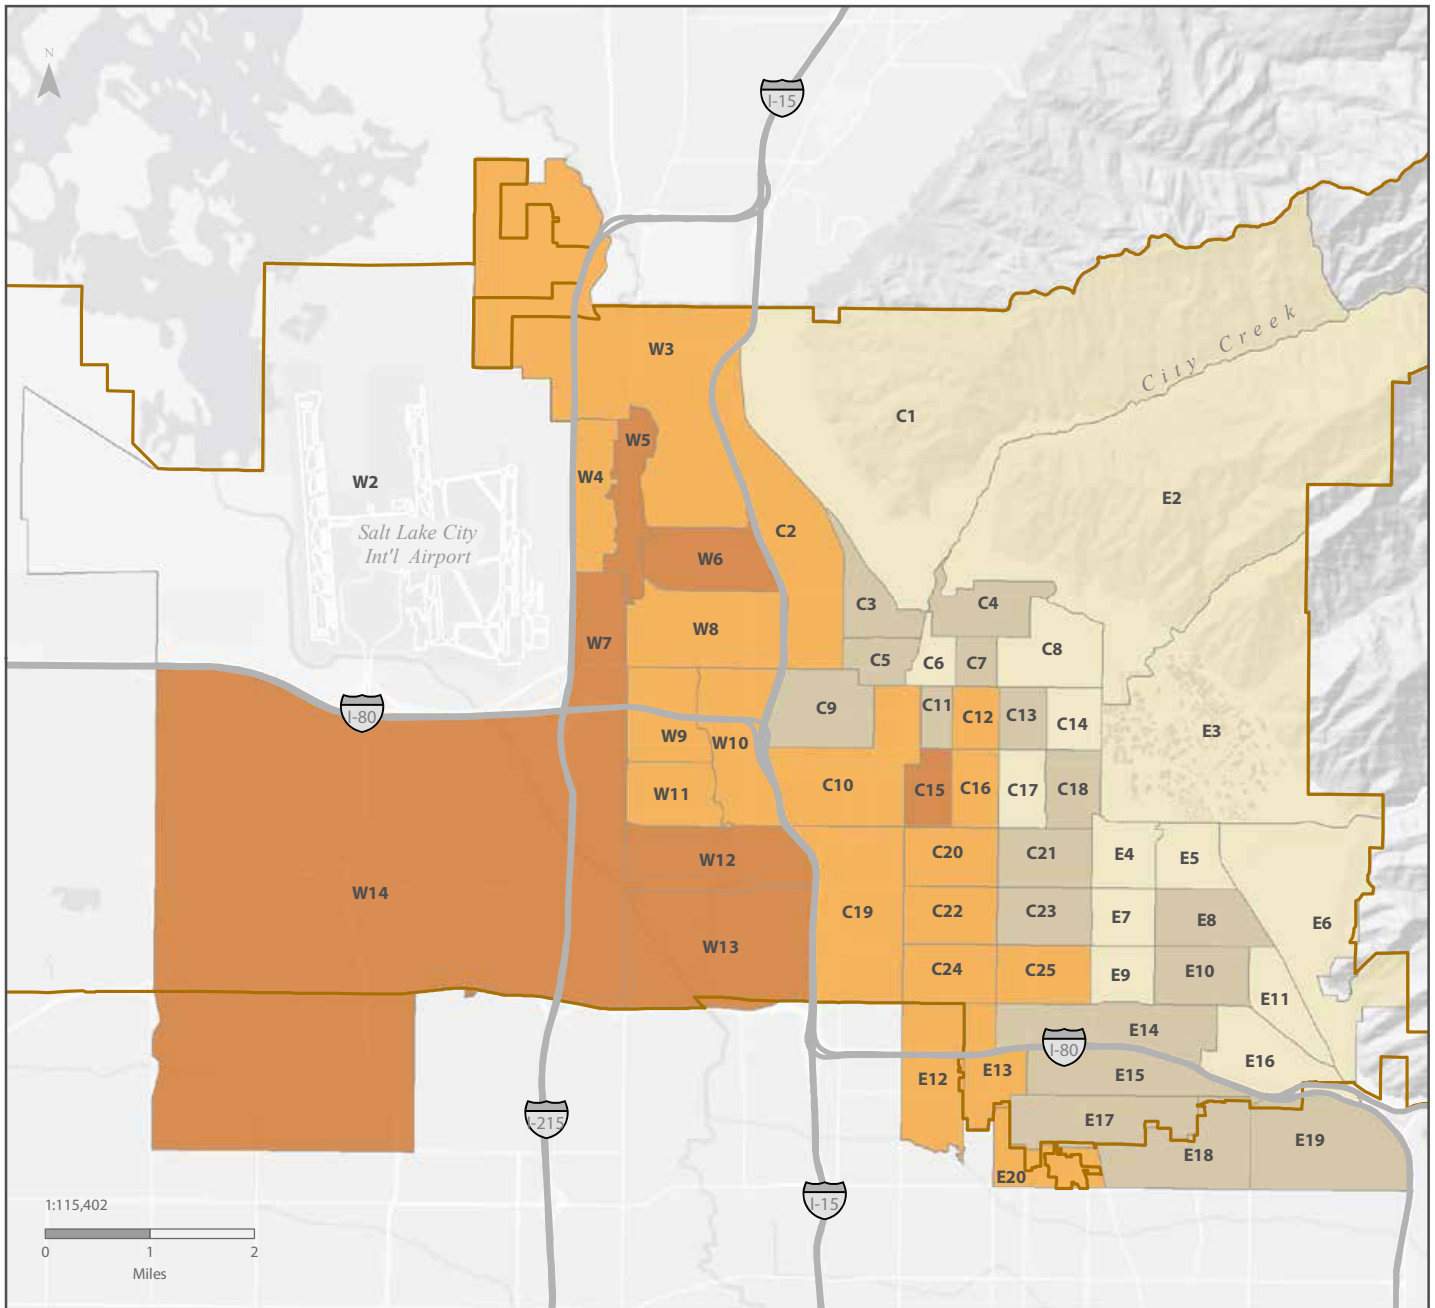 N
I-15
City Creek
W3
C1
W5
W4
W2
E2
Salt Lake City
Int'l Airport
C2
W6
C3
C4
W8
W7
C8
C5
C6
C7
I-80
C9
C11
C12
C13
C14
E3
W9
W10
W11
C10
C15
C16
C17
C18
W14
W12
C20
C21
E4
E5
C19
C22
C23
E7
E8
E6
W13
C24
C25
E9
E10
E11
E14
I-80
E12
E13
E15
E16
I-215
E17
E18
E19
E20
I-15
1:115,402
0 1 2
Miles